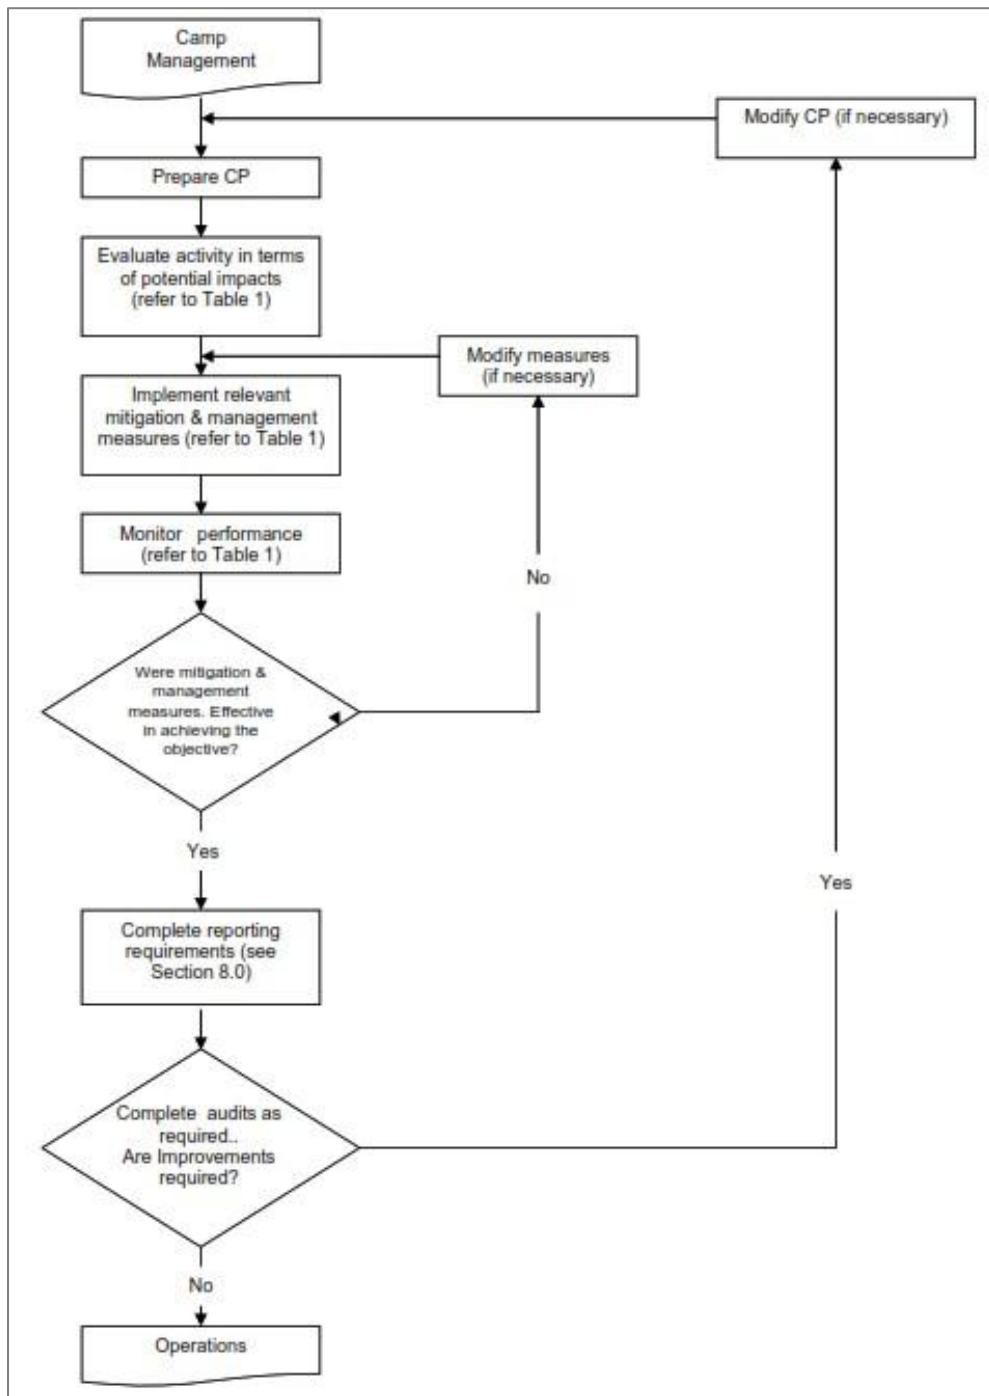 Camp
Management
Modify CP (if necessary)
Prepare CP
Evaluate activity in terms
of potential impacts
(refer to Table 1)
Modify measures
(if necessary)
Implement relevant
mitigation & management
measures (refer to Table 1)
Monitor performance
(refer to Table 1)
No
Were mitigation &
management
measures. Effective
in achieving the
objective?
Yes
Yes
Complete reporting
requirements (see
Section 8.0)
Complete audits as
required..
Are Improvements
required?
No
Operations